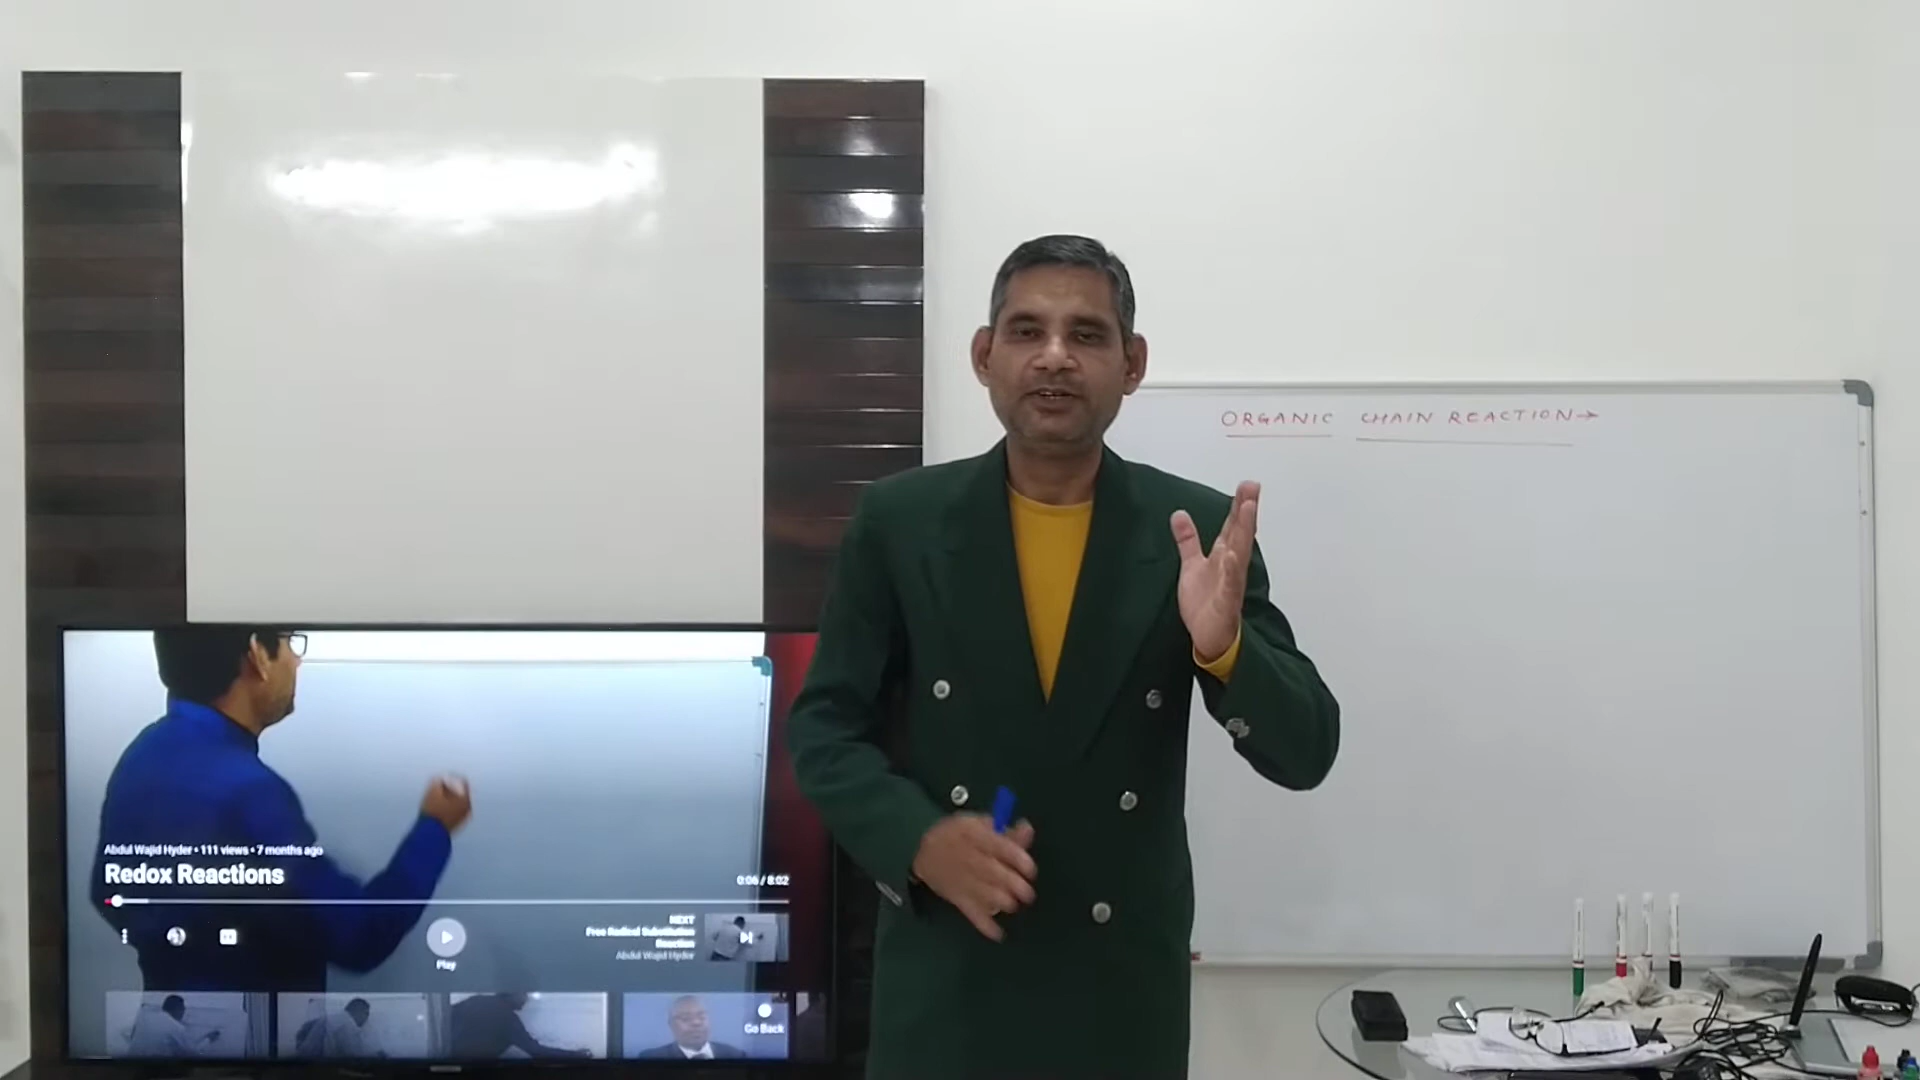 ORGANIC CHAIN REACTION→
Abdul Wajid Hyder • 111 views • 7 months ago
Redox Reactions
0:06 / 8:02
NEXT
Free Radical Substitution
Reaction
Abdul Wajid Hyder
Play
Go Back